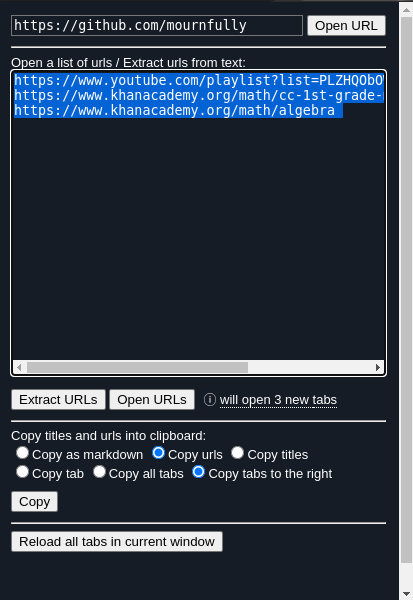 https://github.com/mournfully Open URL
Open a list of urls / Extract urls from text:
https://www.youtube.com/playlist?list=PLZHQObO
https://www.khanacademy.org/math/cc-1st-grade-
https://www.khanacademy.org/math/algebra
Extract URLs Open URLs ⓘ will open 3 new tabs
Copy titles and urls into clipboard:
Copy as markdown Copy urls Copy titles
Copy tab Copy all tabs Copy tabs to the right
Copy
Reload all tabs in current window